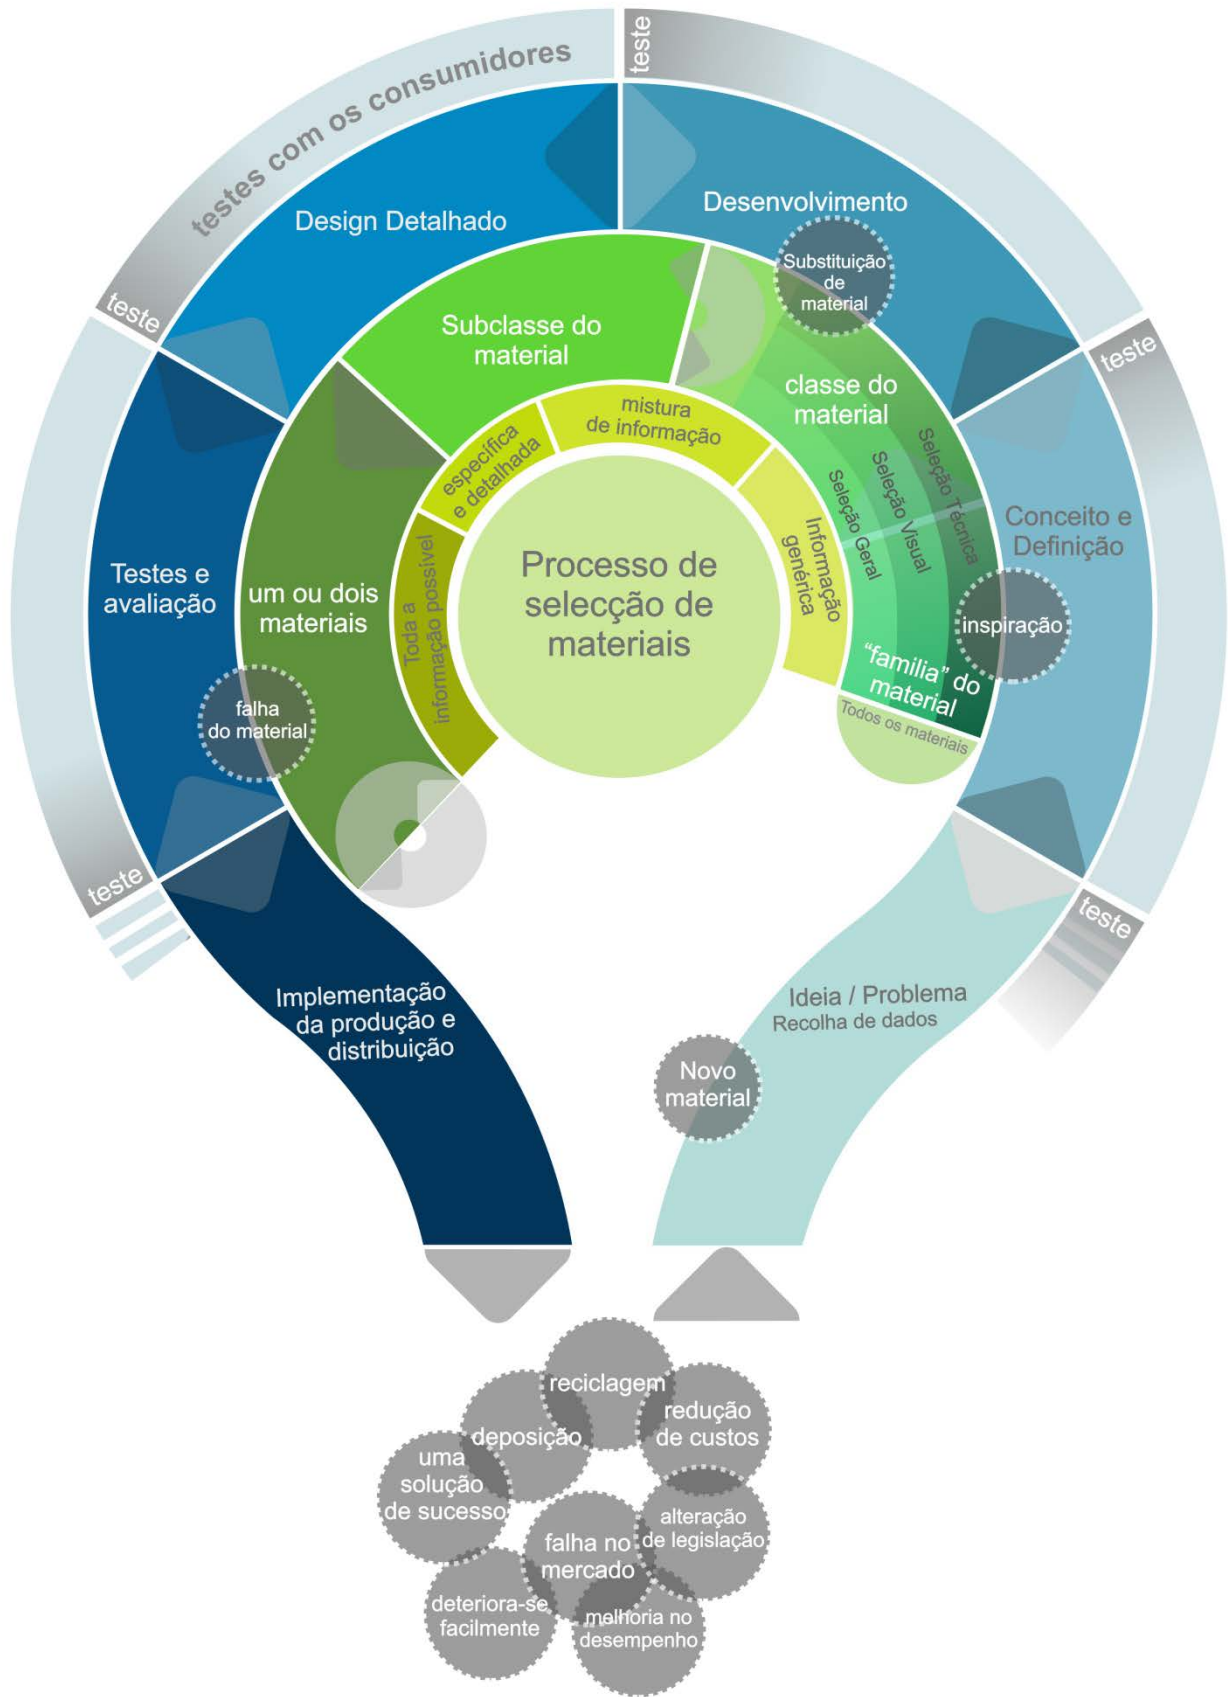 teste
testes com os consumidores
Design Detalhado
Desenvolvimento
Substituição
de
material
teste
teste
Subclasse do
material
classe do
material
mistura
de informação
específica
e detalhada
Seleção Geral
Seleção Visual
Seleção Técnica
Informação
genérica
Conceito e
Definição
Testes e
avaliação
um ou dois
materiais
Toda a
informação possível
Processo de
selecção de
materiais
inspiração
"familia" do
material
Todos os materiais
falha
do material
teste
teste
Implementação
da produção e
distribuição
Ideia / Problema
Recolha de dados
Novo
material
reciclagem
redução
de custos
deposição
uma
solução
de sucesso
alteração
de legislação
falha no
mercado
deteriora-se
facilmente
melhoria no
desempenho